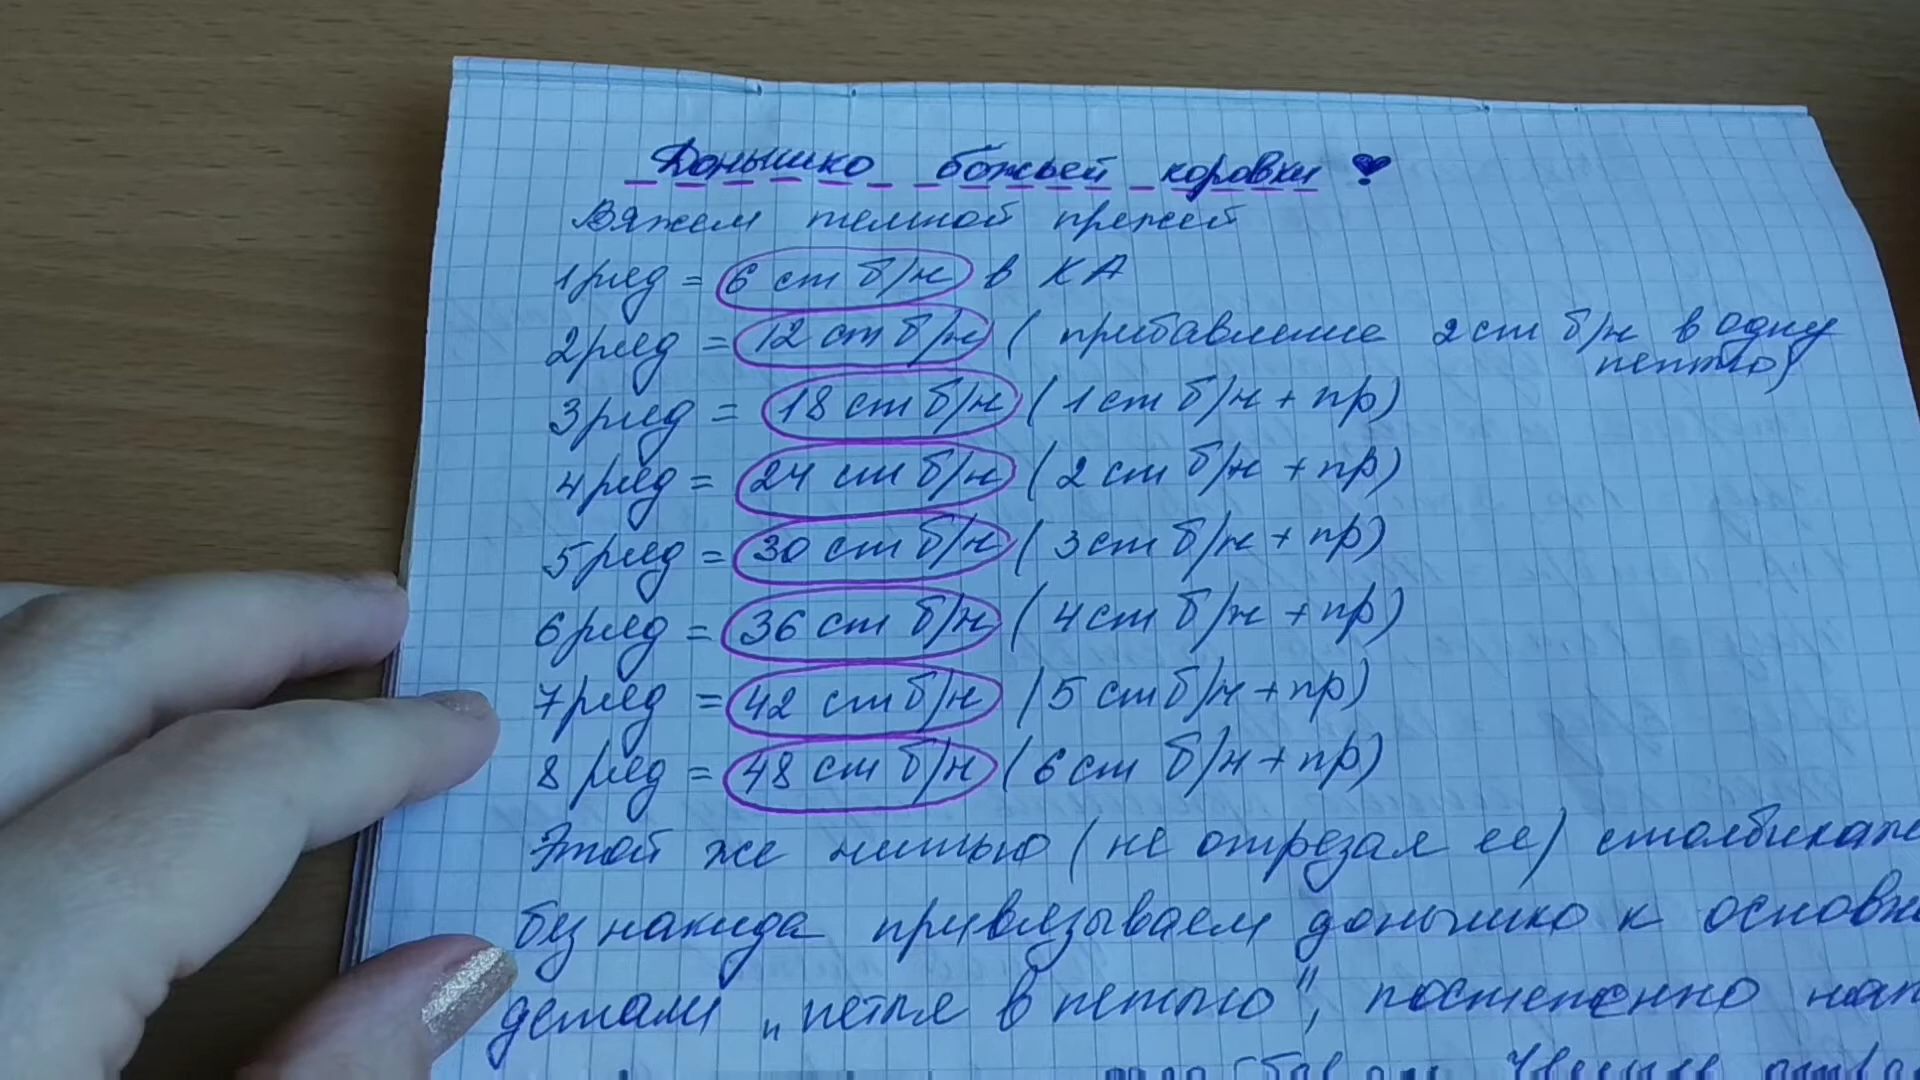 Донышко божьей коровки
Вяжем темной пряжей
1 ряд = 6 ст б/н в КА
2 ряд = 12 ст б/н (прибавление 2 ст б/н в одну
петлю)
3 ряд = 18 ст б/н (1 ст б/н + пр)
4 ряд = 24 ст б/н (2 ст б/н + пр)
5 ряд = 30 ст б/н (3 ст б/н + пр)
6 ряд = 36 ст б/н (4 ст б/н + пр)
7 ряд = 42 ст б/н (5 ст б/н + пр)
8 ряд = 48 ст б/н (6 ст б/н + пр)
Этой же нитью (не отрезая ее) столбиками
без накида привязываем донышко к основной
детали „петля в петлю", постепенно нап